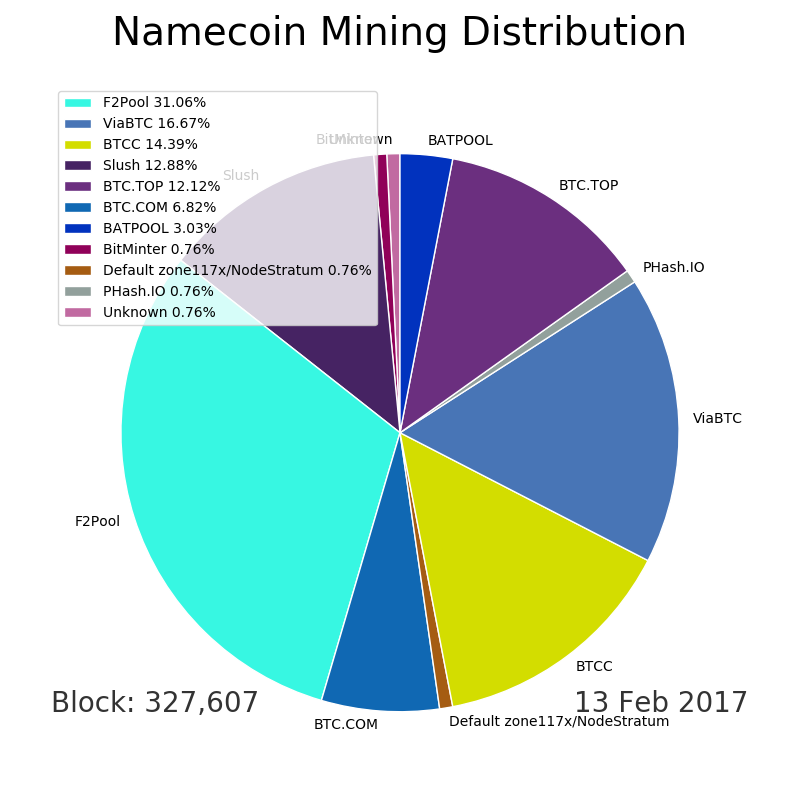 Namecoin Mining Distribution
F2Pool 31.06%
ViaBTC 16.67%
BTCC 14.39%
Slush 12.88%
BTC.TOP 12.12%
BTC.COM 6.82%
BATPOOL 3.03%
BitMinter 0.76%
Default zone117x/NodeStratum 0.76%
PHash.IO 0.76%
Unknown 0.76%
BitMinter
Unknown
BATPOOL
Slush
BTC.TOP
PHash.IO
ViaBTC
F2Pool
BTCC
BTC.COM
Default zone117x/NodeStratum
Block: 327,607
13 Feb 2017